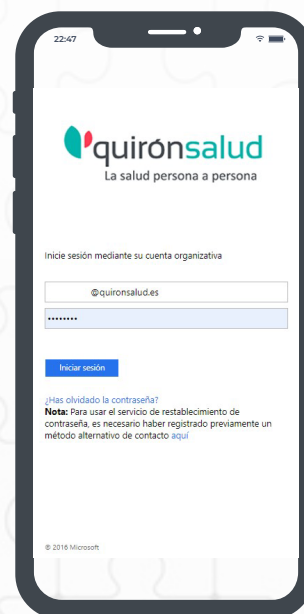 22:47
quirónsalud
La salud persona a persona
Inicie sesión mediante su cuenta organizativa
@quironsalud.es
••••••••
Iniciar sesión
¿Has olvidado la contraseña?
Nota: Para usar el servicio de restablecimiento de
contraseña, es necesario haber registrado previamente un
método alternativo de contacto aquí
© 2016 Microsoft